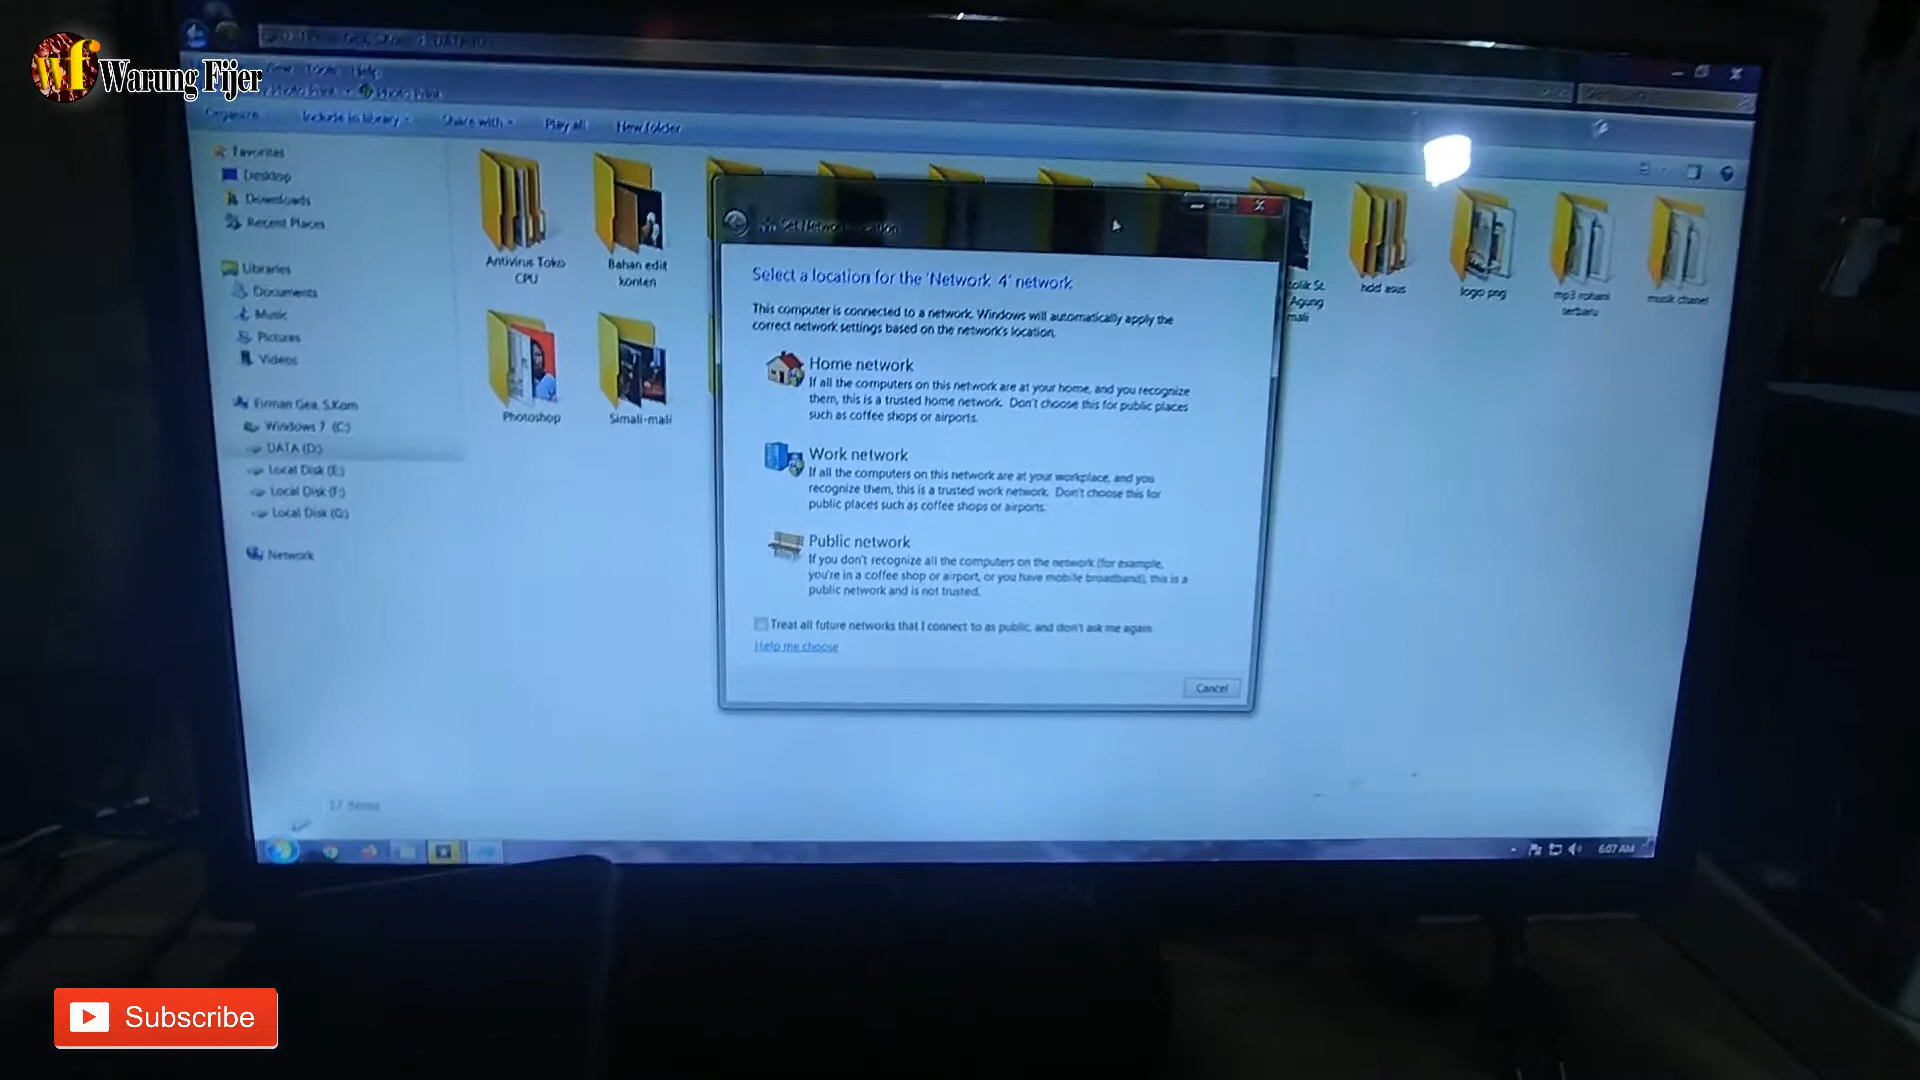 wf Warung Fijer
Tools Help
Organize
Include in library
Share with
Play all
New folder
Favorites
Desktop
Downloads
Recent Places
Libraries
Documents
Music
Pictures
Videos
Firman Gea, S.Kom
Windows 7 (C:)
DATA (D:)
Local Disk (E:)
Local Disk (F:)
Local Disk (G:)
Network
Antivirus Toko
CPU
Bahan edit
konten
Photoshop
Simali-mali
Agung
mali
hdd asus
logo png
mp3 rohani
terbaru
musik chanel
Set Network Location
Select a location for the 'Network 4' network
This computer is connected to a network. Windows will automatically apply the
correct network settings based on the network's location.
Home network
If all the computers on this network are at your home, and you recognize
them, this is a trusted home network. Don't choose this for public places
such as coffee shops or airports.
Work network
If all the computers on this network are at your workplace, and you
recognize them, this is a trusted work network. Don't choose this for
public places such as coffee shops or airports.
Public network
If you don't recognize all the computers on the network (for example,
you're in a coffee shop or airport, or you have mobile broadband), this is a
public network and is not trusted.
Treat all future networks that I connect to as public, and don't ask me again.
Help me choose
Cancel
17 items
6:07 AM
Subscribe